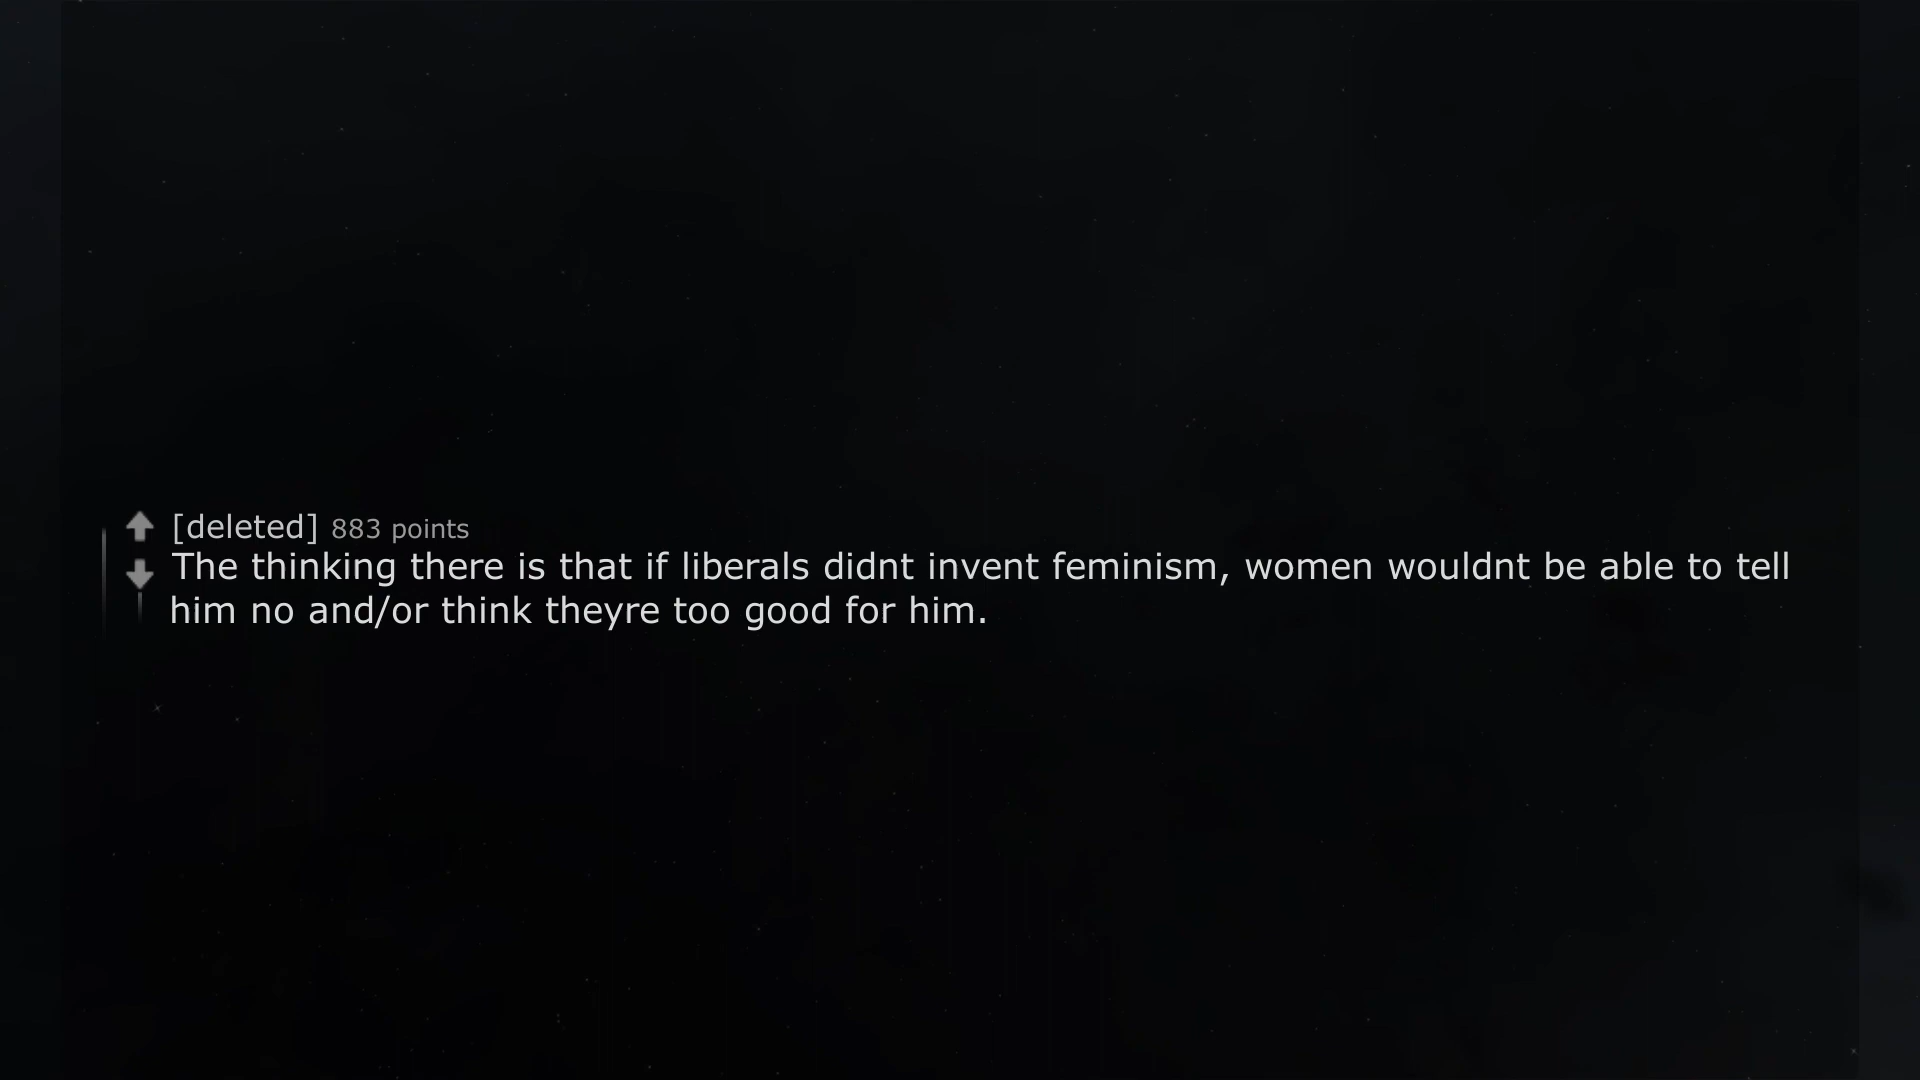 [deleted] 883 points
The thinking there is that if liberals didnt invent feminism, women wouldnt be able to tell
him no and/or think theyre too good for him.